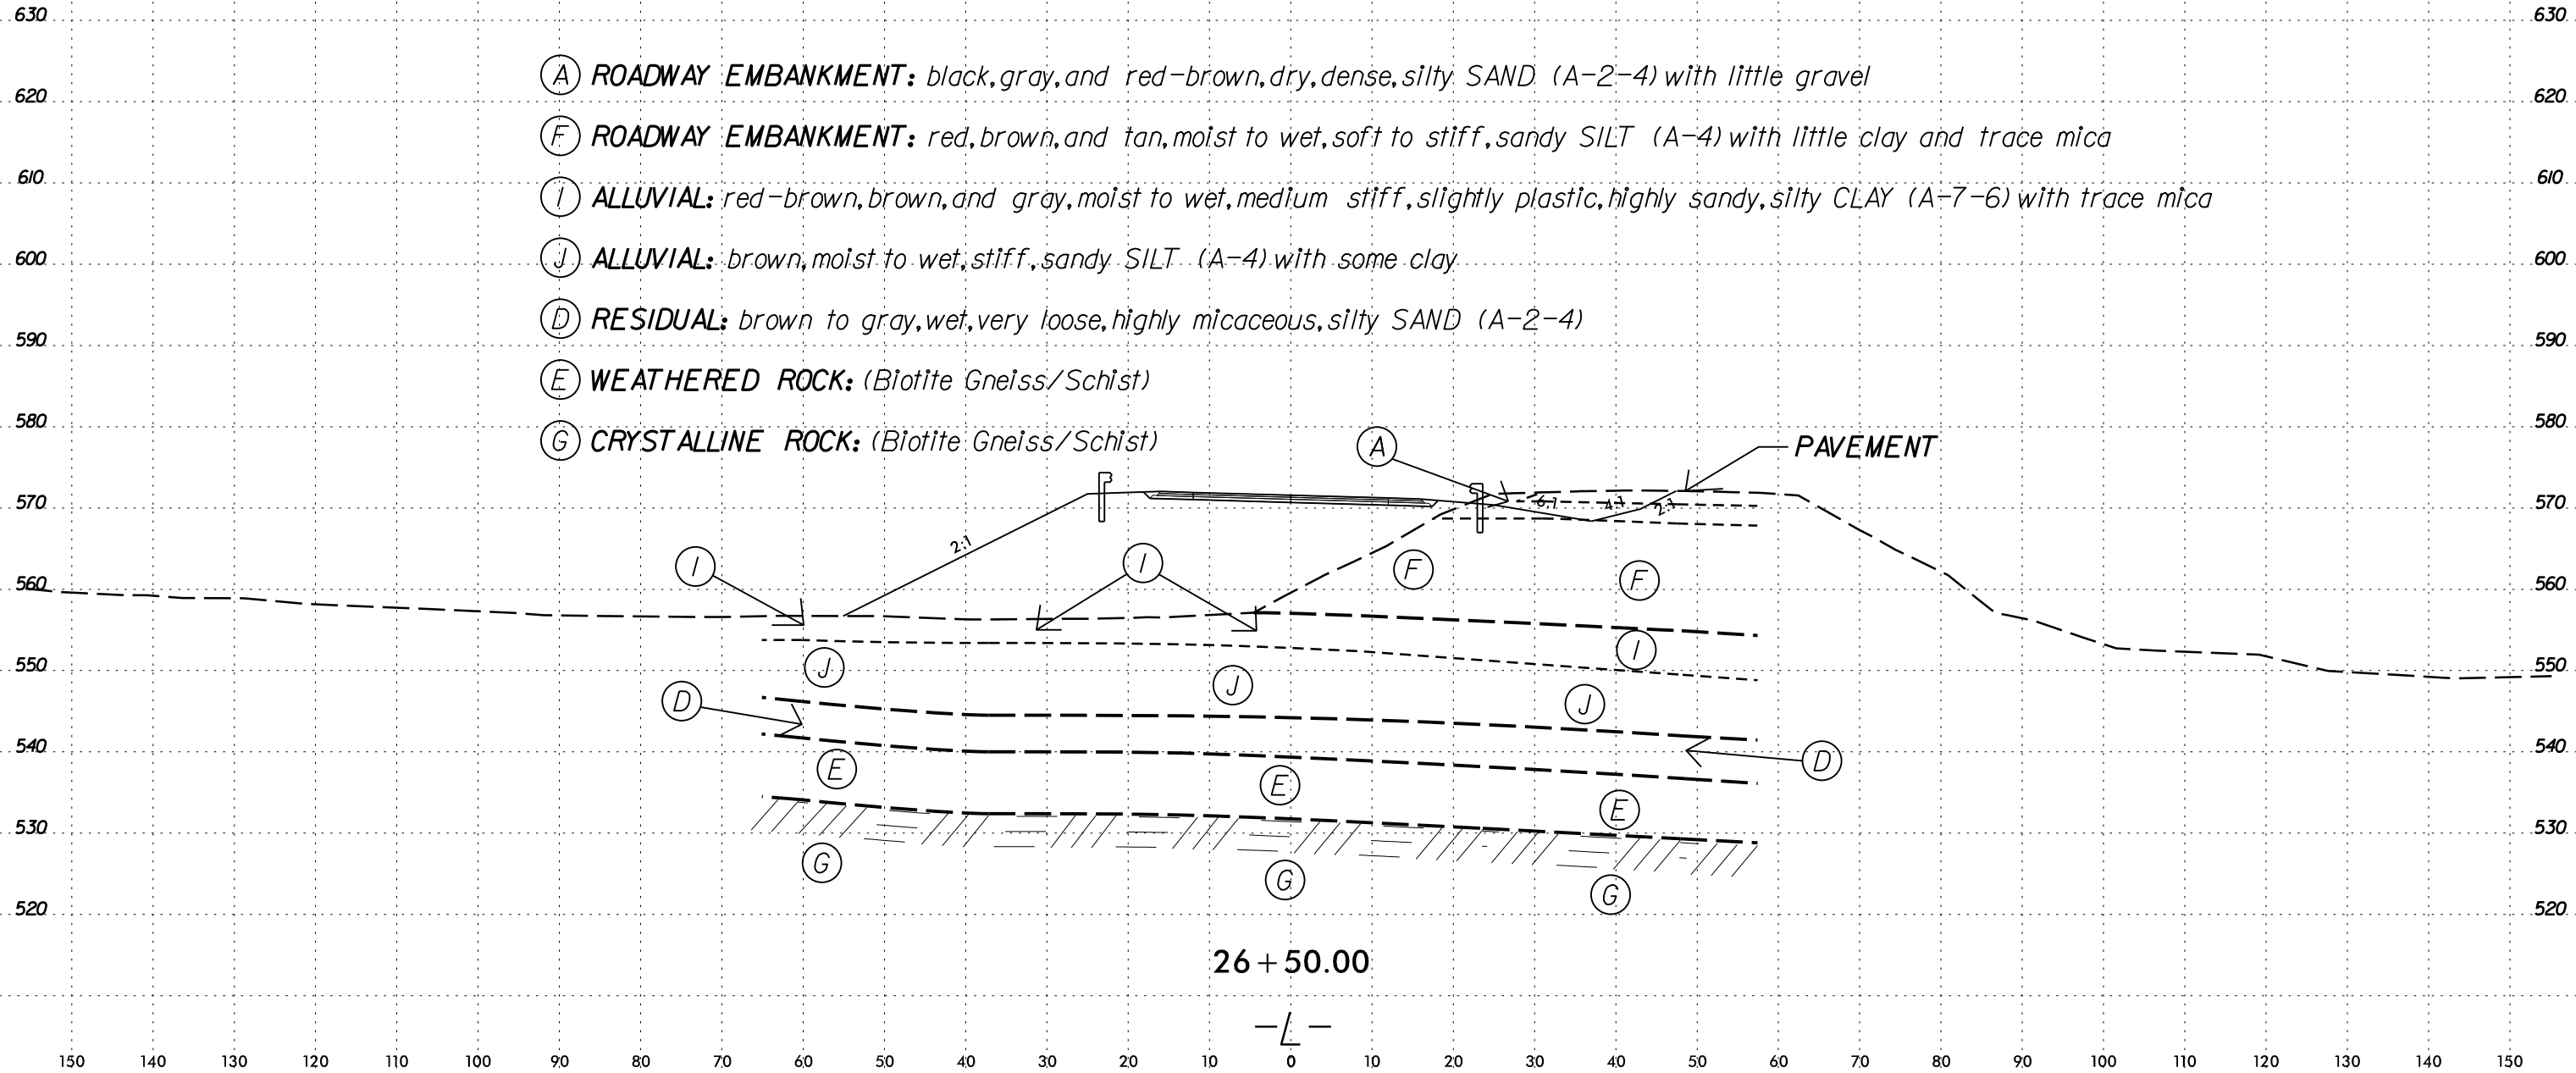 630 630
Ⓐ ROADWAY EMBANKMENT: black, gray, and red-brown, dry, dense, silty SAND (A-2-4) with little gravel
620 620
Ⓕ ROADWAY EMBANKMENT: red, brown, and tan, moist to wet, soft to stiff, sandy SILT (A-4) with little clay and trace mica
610 610
Ⓘ ALLUVIAL: red-brown, brown, and gray, moist to wet, medium stiff, slightly plastic, highly sandy, silty CLAY (A-7-6) with trace mica
600 600
Ⓙ ALLUVIAL: brown, moist to wet, stiff, sandy SILT (A-4) with some clay
Ⓓ RESIDUAL: brown to gray, wet, very loose, highly micaceous, silty SAND (A-2-4)
590 590
Ⓔ WEATHERED ROCK: (Biotite Gneiss/Schist)
580 580
Ⓖ CRYSTALLINE ROCK: (Biotite Gneiss/Schist)
A
PAVEMENT
570 570
6:1 4:1 2:1
2:1
I I F F
560 560
I
J J J
550 550
D
540 540
D
E E E
530 530
G G G
520 520
26+50.00
-L-
150 140 130 120 110 100 90 80 70 60 50 40 30 20 10 0 10 20 30 40 50 60 70 80 90 100 110 120 130 140 150